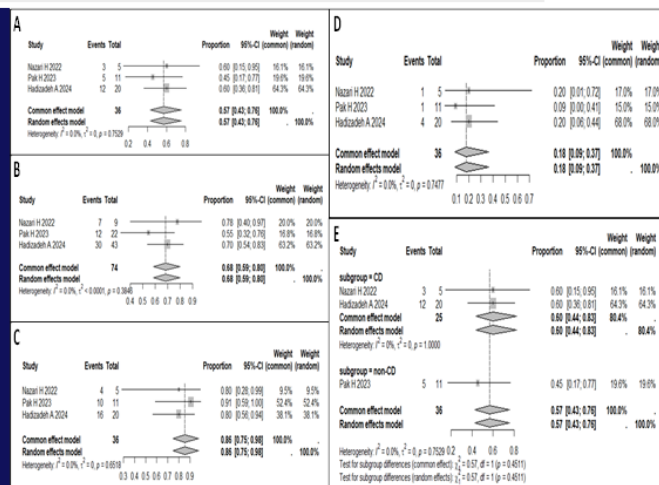 A
Weight Weight
Study Events Total Proportion 95%-CI (common) (random)
Nazari H 2022 3 5 0.60 [0.15; 0.95] 16.1% 16.1%
Pak H 2023 5 11 0.45 [0.17; 0.77] 19.6% 19.6%
Hadizadeh A 2024 12 20 0.60 [0.36; 0.81] 64.3% 64.3%
Common effect model 36 0.57 [0.43; 0.76] 100.0% .
Random effects model 0.57 [0.43; 0.76] . 100.0%
Heterogeneity: I² = 0.0%, τ² = 0, p = 0.7529
0.2 0.4 0.6 0.8
B
Weight Weight
Study Events Total Proportion 95%-CI (common) (random)
Nazari H 2022 7 9 0.78 [0.40; 0.97] 20.0% 20.0%
Pak H 2023 12 22 0.55 [0.32; 0.76] 16.8% 16.8%
Hadizadeh A 2024 30 43 0.70 [0.54; 0.83] 63.2% 63.2%
Common effect model 74 0.68 [0.59; 0.80] 100.0% .
Random effects model 0.68 [0.59; 0.80] . 100.0%
Heterogeneity: I² = 0.0%, τ² < 0.0001, p = 0.3846
0.4 0.5 0.6 0.7 0.8 0.9
C
Weight Weight
Study Events Total Proportion 95%-CI (common) (random)
Nazari H 2022 4 5 0.80 [0.28; 0.99] 9.5% 9.5%
Pak H 2023 10 11 0.91 [0.59; 1.00] 52.4% 52.4%
Hadizadeh A 2024 16 20 0.80 [0.56; 0.94] 38.1% 38.1%
Common effect model 36 0.86 [0.75; 0.98] 100.0% .
Random effects model 0.86 [0.75; 0.98] . 100.0%
Heterogeneity: I² = 0.0%, τ² = 0, p = 0.6518
0.3 0.4 0.5 0.6 0.7 0.8 0.9
D
Weight Weight
Study Events Total Proportion 95%-CI (common) (random)
Nazari H 2022 1 5 0.20 [0.01; 0.72] 17.0% 17.0%
Pak H 2023 1 11 0.09 [0.00; 0.41] 15.0% 15.0%
Hadizadeh A 2024 4 20 0.20 [0.06; 0.44] 68.0% 68.0%
Common effect model 36 0.18 [0.09; 0.37] 100.0% .
Random effects model 0.18 [0.09; 0.37] . 100.0%
Heterogeneity: I² = 0.0%, τ² = 0, p = 0.7477
0.1 0.2 0.3 0.4 0.5 0.6 0.7
E
Weight Weight
Study Events Total Proportion 95%-CI (common) (random)
subgroup = CD
Nazari H 2022 3 5 0.60 [0.15; 0.95] 16.1% 16.1%
Hadizadeh A 2024 12 20 0.60 [0.36; 0.81] 64.3% 64.3%
Common effect model 25 0.60 [0.44; 0.83] 80.4% .
Random effects model 0.60 [0.44; 0.83] . 80.4%
Heterogeneity: I² = 0%, τ² = 0, p = 1.0000
subgroup = non-CD
Pak H 2023 5 11 0.45 [0.17; 0.77] 19.6% 19.6%
Common effect model 36 0.57 [0.43; 0.76] 100.0% .
Random effects model 0.57 [0.43; 0.76] . 100.0%
Heterogeneity: I² = 0.0%, τ² = 0, p = 0.7529 0.2 0.4 0.6 0.8
Test for subgroup differences (common effect): χ²₁ = 0.57, df = 1 (p = 0.4511)
Test for subgroup differences (random effects): χ²₁ = 0.57, df = 1 (p = 0.4511)